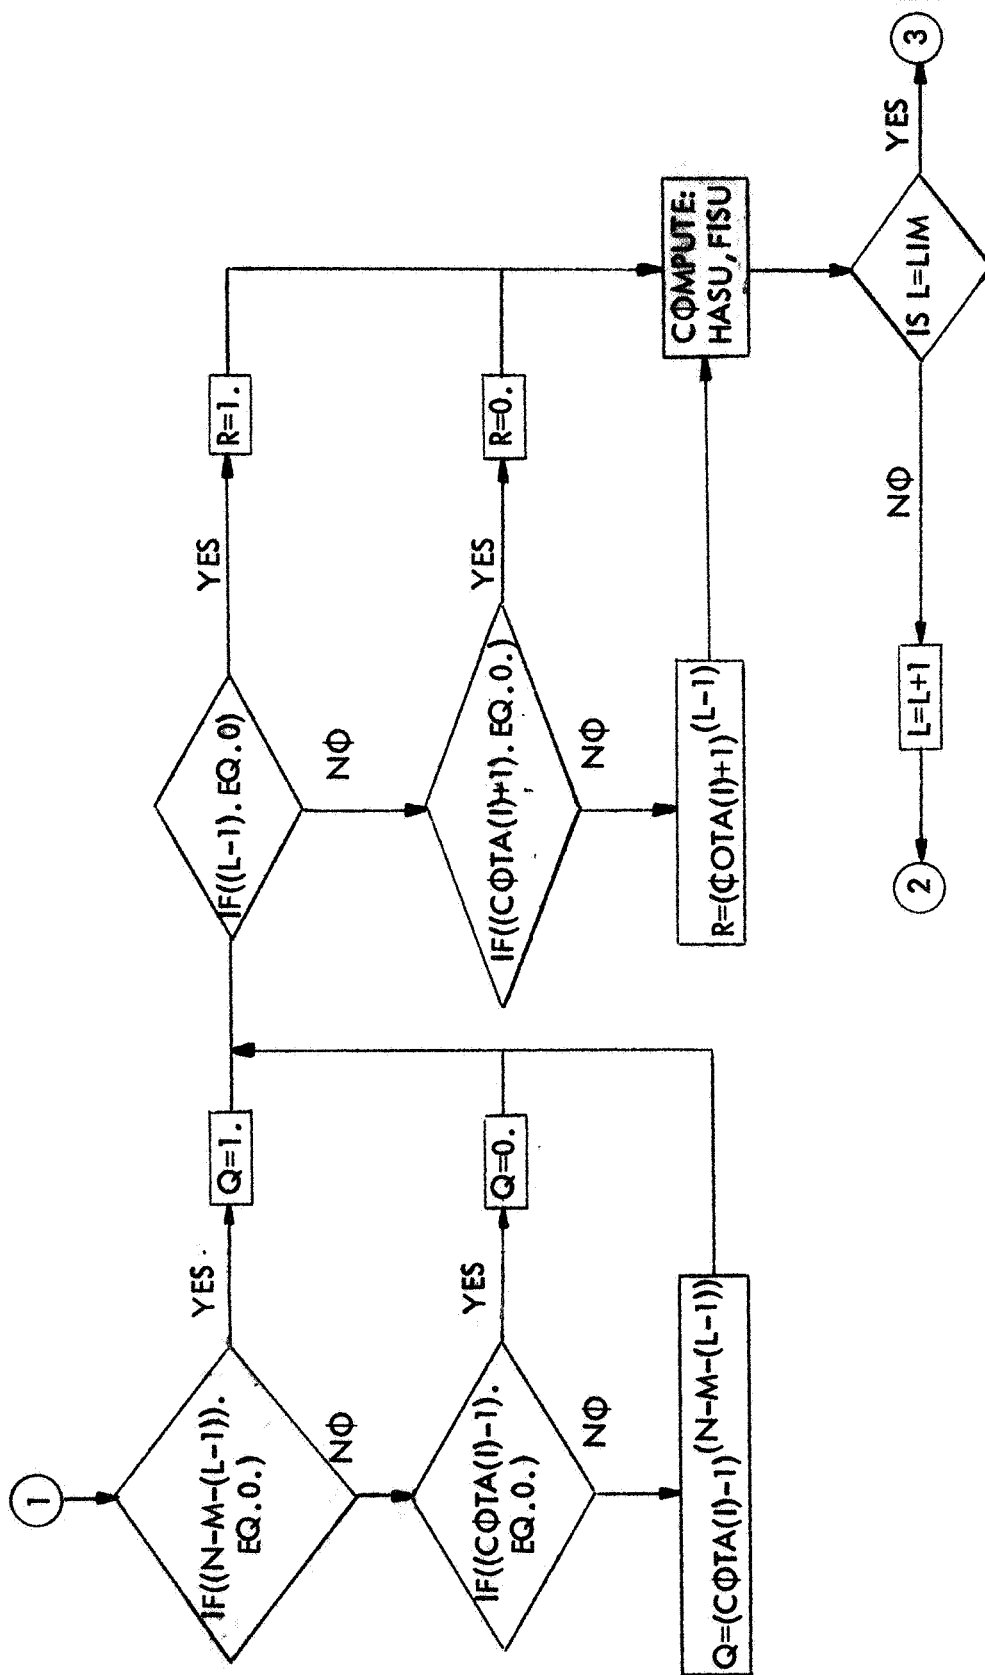 1
IF((N-M-(L-1)).
EQ.0.)
YES
Q=1.
NΦ
IF((CΦTA(I)-1).
EQ.0.)
YES
Q=0.
NΦ
Q=(CΦTA(I)-1)(N-M-(L-1))
IF((L-1).EQ.0)
YES
R=1.
NΦ
IF((CΦTA(I)+1).EQ.0.)
YES
R=0.
NΦ
R=(COTA(I)+1)(L-1)
CΦMPUTE:
HASU,FISU
IS L=LIM
YES
3
NΦ
L=L+1
2